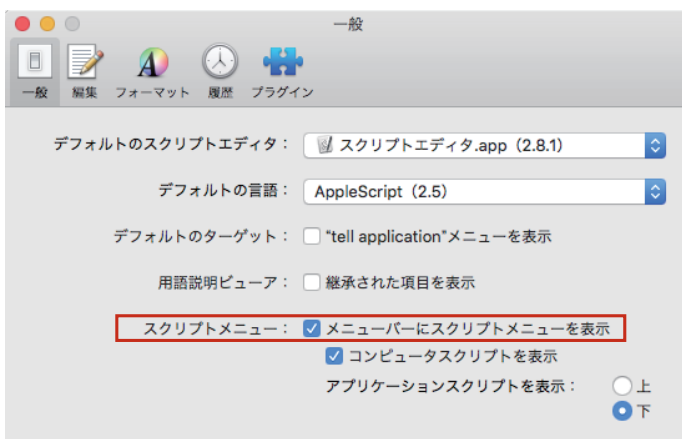 一般
一般 編集 フォーマット 履歴 プラグイン
デフォルトのスクリプトエディタ： スクリプトエディタ.app（2.8.1）
デフォルトの言語： AppleScript（2.5）
デフォルトのターゲット： “tell application”メニューを表示
用語説明ビューア： 継承された項目を表示
スクリプトメニュー： メニューバーにスクリプトメニューを表示
コンピュータスクリプトを表示
アプリケーションスクリプトを表示： 上
下